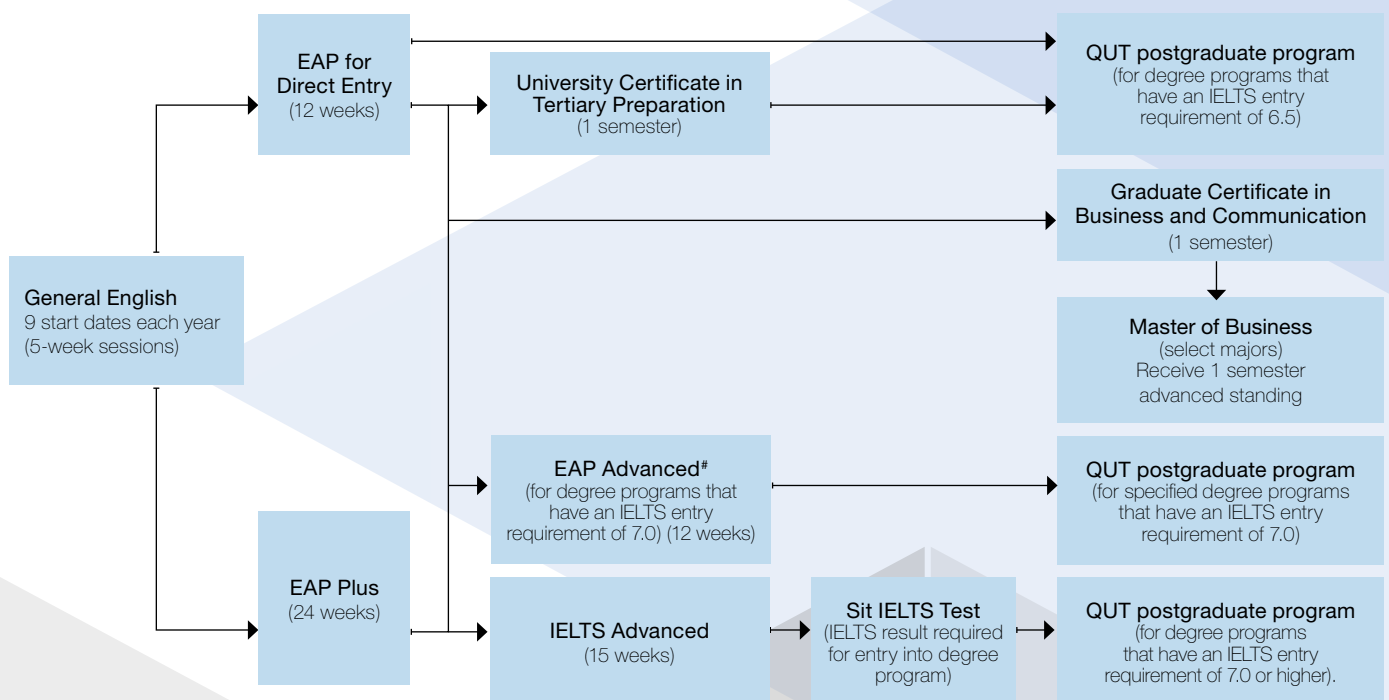 EAP for
Direct Entry
(12 weeks)
University Certificate in
Tertiary Preparation
(1 semester)
QUT postgraduate program
(for degree programs that
have an IELTS entry
requirement of 6.5)
Graduate Certificate in
Business and Communication
(1 semester)
General English
9 start dates each year
(5-week sessions)
Master of Business
(select majors)
Receive 1 semester
advanced standing
EAP Advanced#
(for degree programs that
have an IELTS entry
requirement of 7.0) (12 weeks)
QUT postgraduate program
(for specified degree programs
that have an IELTS entry
requirement of 7.0)
EAP Plus
(24 weeks)
IELTS Advanced
(15 weeks)
Sit IELTS Test
(IELTS result required
for entry into degree
program)
QUT postgraduate program
(for degree programs
that have an IELTS entry
requirement of 7.0 or higher).